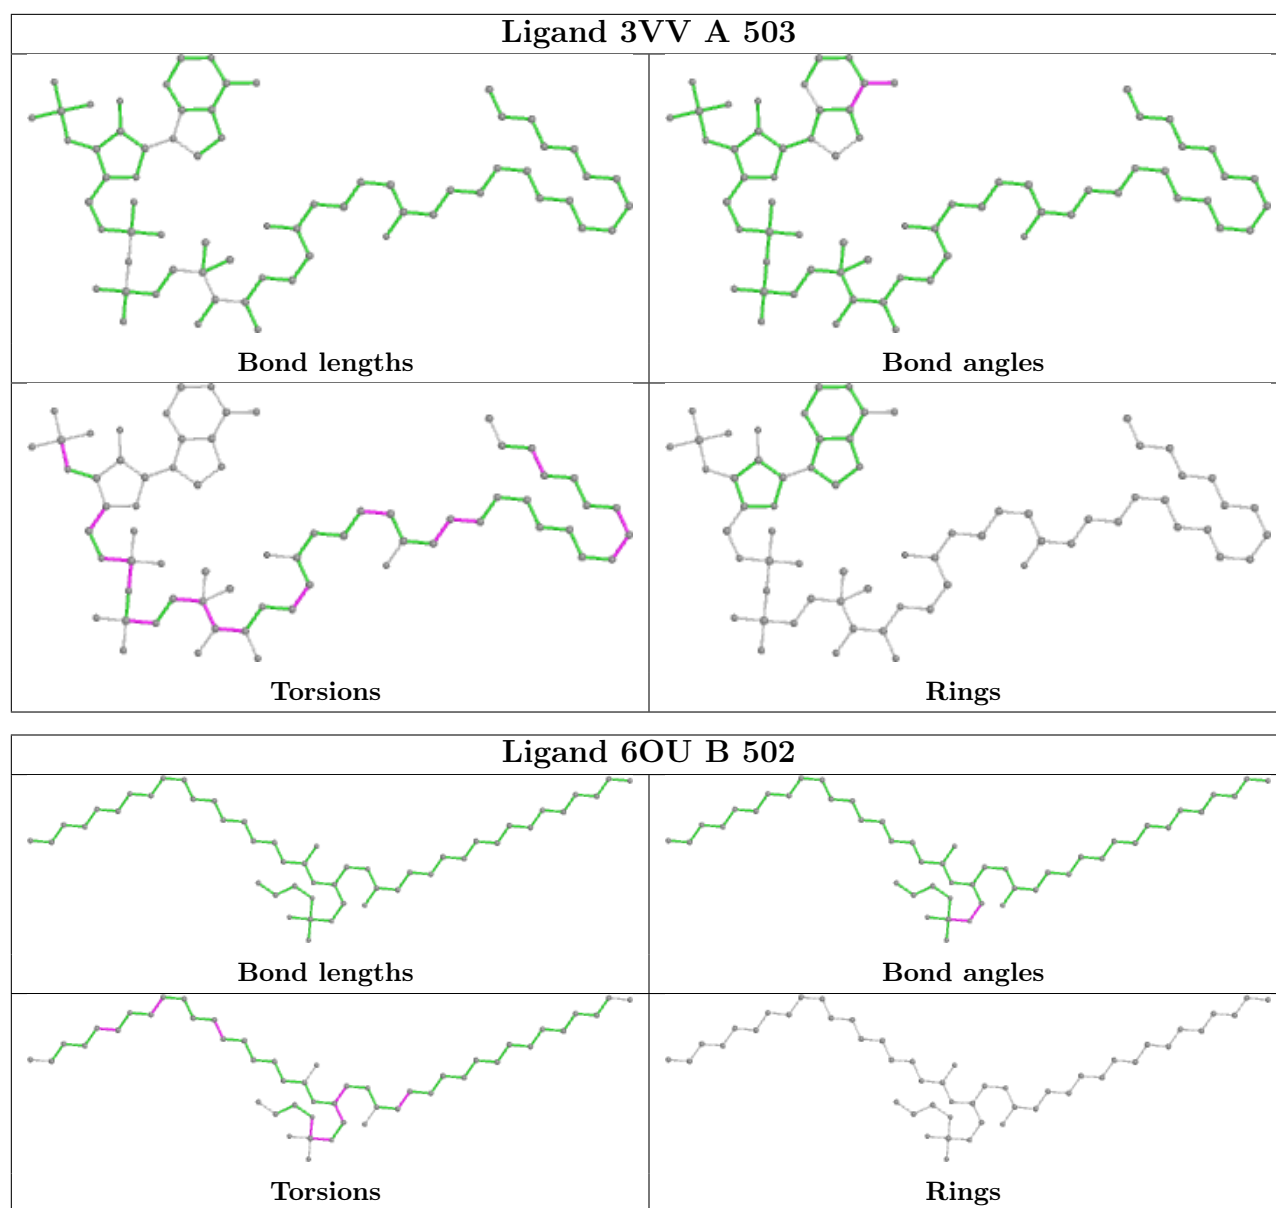 Ligand 3VV A 503
Bond lengths
Bond angles
Torsions
Rings
Ligand 6OU B 502
Bond lengths
Bond angles
Torsions
Rings